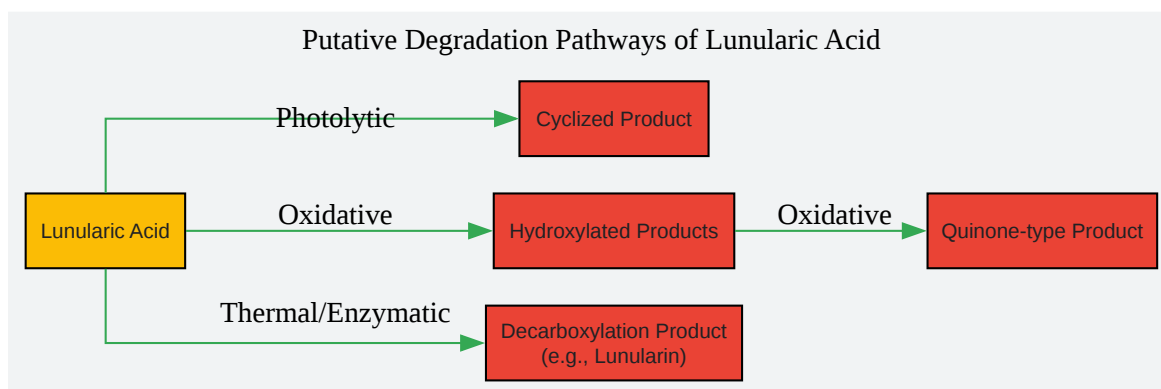 Putative Degradation Pathways of Lunularic Acid
Photolytic
Cyclized Product
Lunularic Acid
Oxidative
Hydroxylated Products
Oxidative
Quinone-type Product
Thermal/Enzymatic
Decarboxylation Product
(e.g., Lunularin)